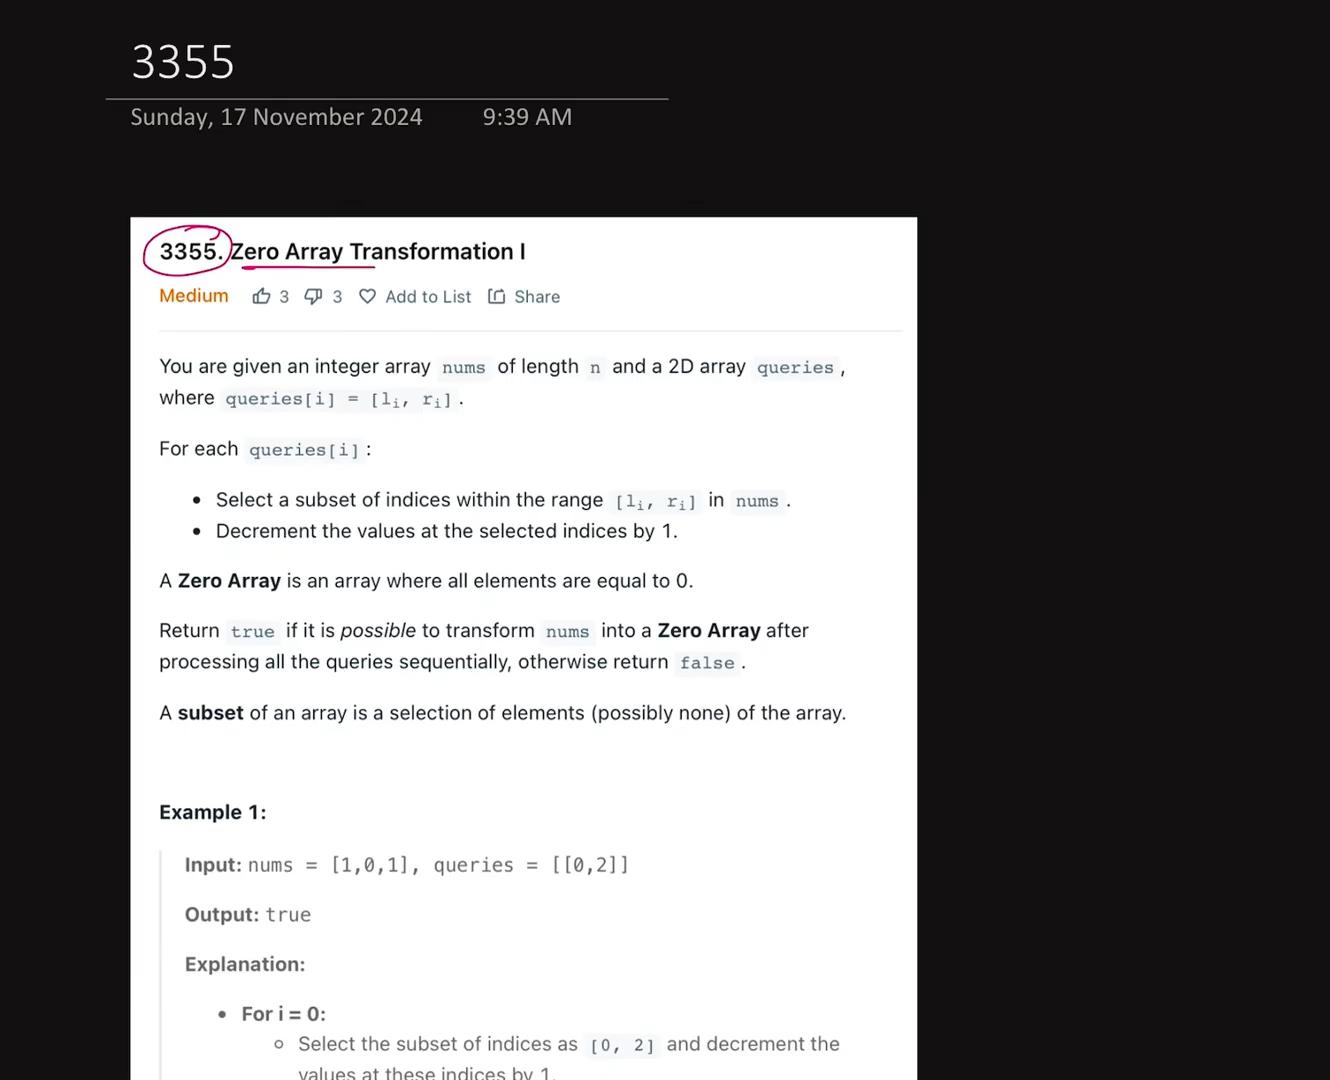 3355
Sunday, 17 November 2024 9:39 AM
3355. Zero Array Transformation I
Medium 3 3 Add to List Share
You are given an integer array nums of length n and a 2D array queries,
where queries[i] = [lᵢ, rᵢ].
For each queries[i]:
• Select a subset of indices within the range [lᵢ, rᵢ] in nums.
• Decrement the values at the selected indices by 1.
A Zero Array is an array where all elements are equal to 0.
Return true if it is possible to transform nums into a Zero Array after
processing all the queries sequentially, otherwise return false.
A subset of an array is a selection of elements (possibly none) of the array.
Example 1:
Input: nums = [1,0,1], queries = [[0,2]]
Output: true
Explanation:
• For i = 0:
◦ Select the subset of indices as [0, 2] and decrement the
values at these indices by 1.